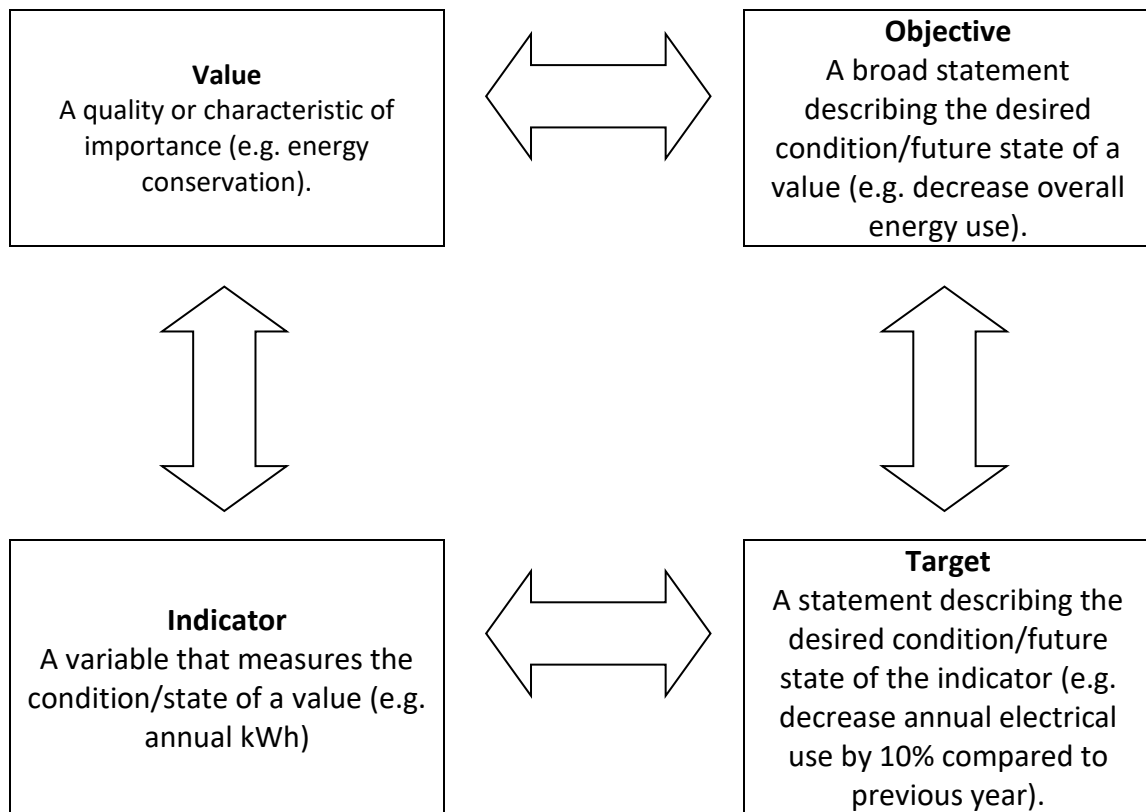 Value
A quality or characteristic of
importance (e.g. energy
conservation).
Objective
A broad statement
describing the desired
condition/future state of a
value (e.g. decrease overall
energy use).
Indicator
A variable that measures the
condition/state of a value (e.g.
annual kWh)
Target
A statement describing the
desired condition/future
state of the indicator (e.g.
decrease annual electrical
use by 10% compared to
previous year).